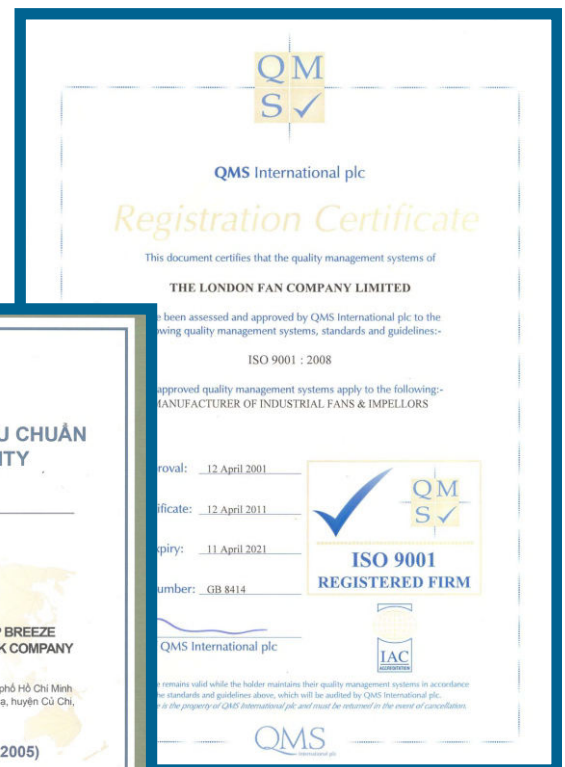 QM
S
QMS International plc
Registration Certificate
This document certifies that the quality management systems of
THE LONDON FAN COMPANY LIMITED
been assessed and approved by QMS International plc to the
wing quality management systems, standards and guidelines:-
ISO 9001 : 2008
approved quality management systems apply to the following:-
MANUFACTURER OF INDUSTRIAL FANS & IMPELLORS
roval: 12 April 2001
ificate: 12 April 2011
xpiry: 11 April 2021
umber: GB 8414
QM
S
ISO 9001
REGISTERED FIRM
QMS International plc
IAC
ACCREDITATION
remains valid while the holder maintains their quality management systems in accordance
he standards and guidelines above, which will be audited by QMS International plc.
is the property of QMS International plc and must be returned in the event of cancellation.
QMS
International plc
U CHUẨN
ITY
BREEZE
K COMPANY
phố Hồ Chí Minh
ạ, huyện Củ Chi,
2005)